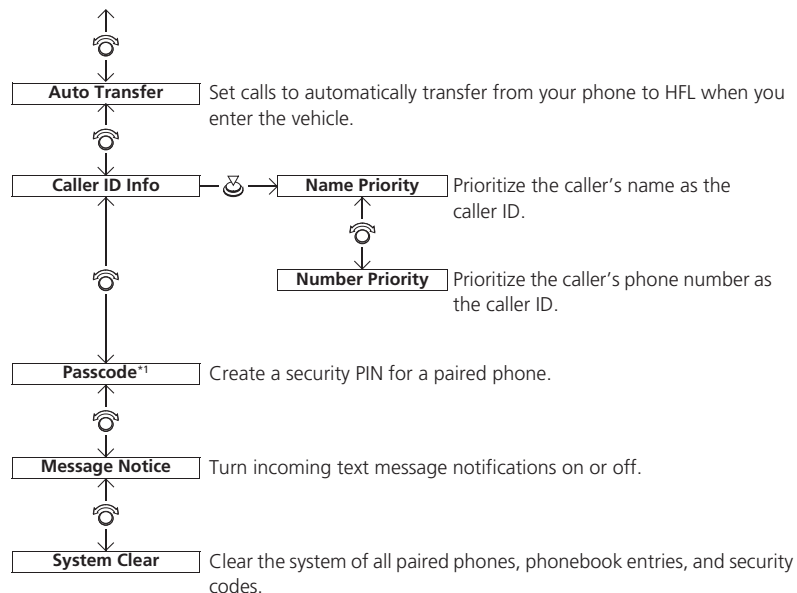 Auto Transfer
Set calls to automatically transfer from your phone to HFL when you
enter the vehicle.
Caller ID Info
Name Priority
Prioritize the caller's name as the
caller ID.
Number Priority
Prioritize the caller's phone number as
the caller ID.
Passcode*1
Create a security PIN for a paired phone.
Message Notice
Turn incoming text message notifications on or off.
System Clear
Clear the system of all paired phones, phonebook entries, and security
codes.